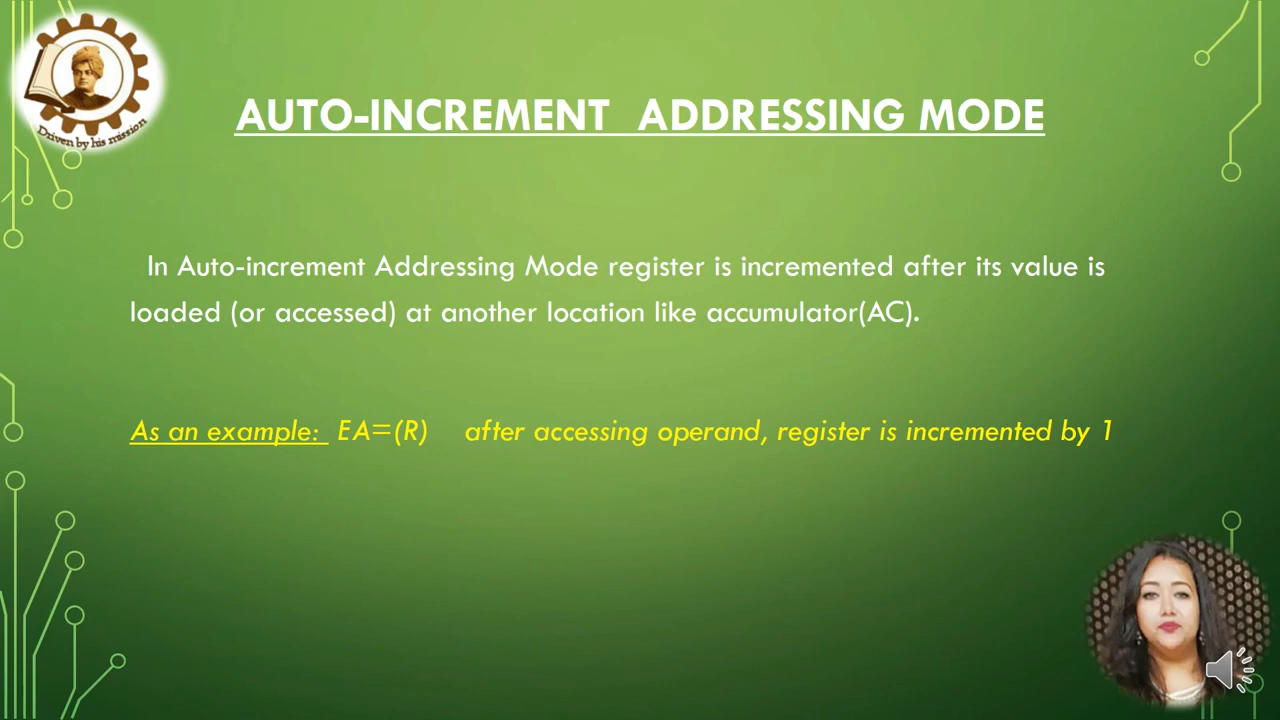 Driven by his mission
AUTO-INCREMENT ADDRESSING MODE
In Auto-increment Addressing Mode register is incremented after its value is
loaded (or accessed) at another location like accumulator(AC).
As an example: EA=(R) after accessing operand, register is incremented by 1